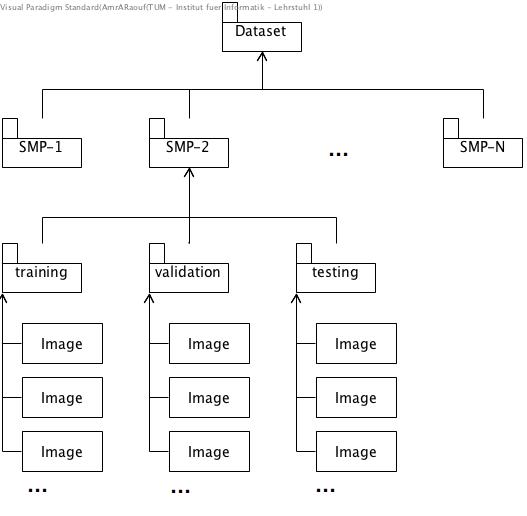 Visual Paradigm Standard(AmrARaouf(TUM - Institut fuer Informatik - Lehrstuhl 1))
Dataset
SMP-1
SMP-2
...
SMP-N
training
validation
testing
Image
Image
Image
Image
Image
Image
Image
Image
Image
...
...
...